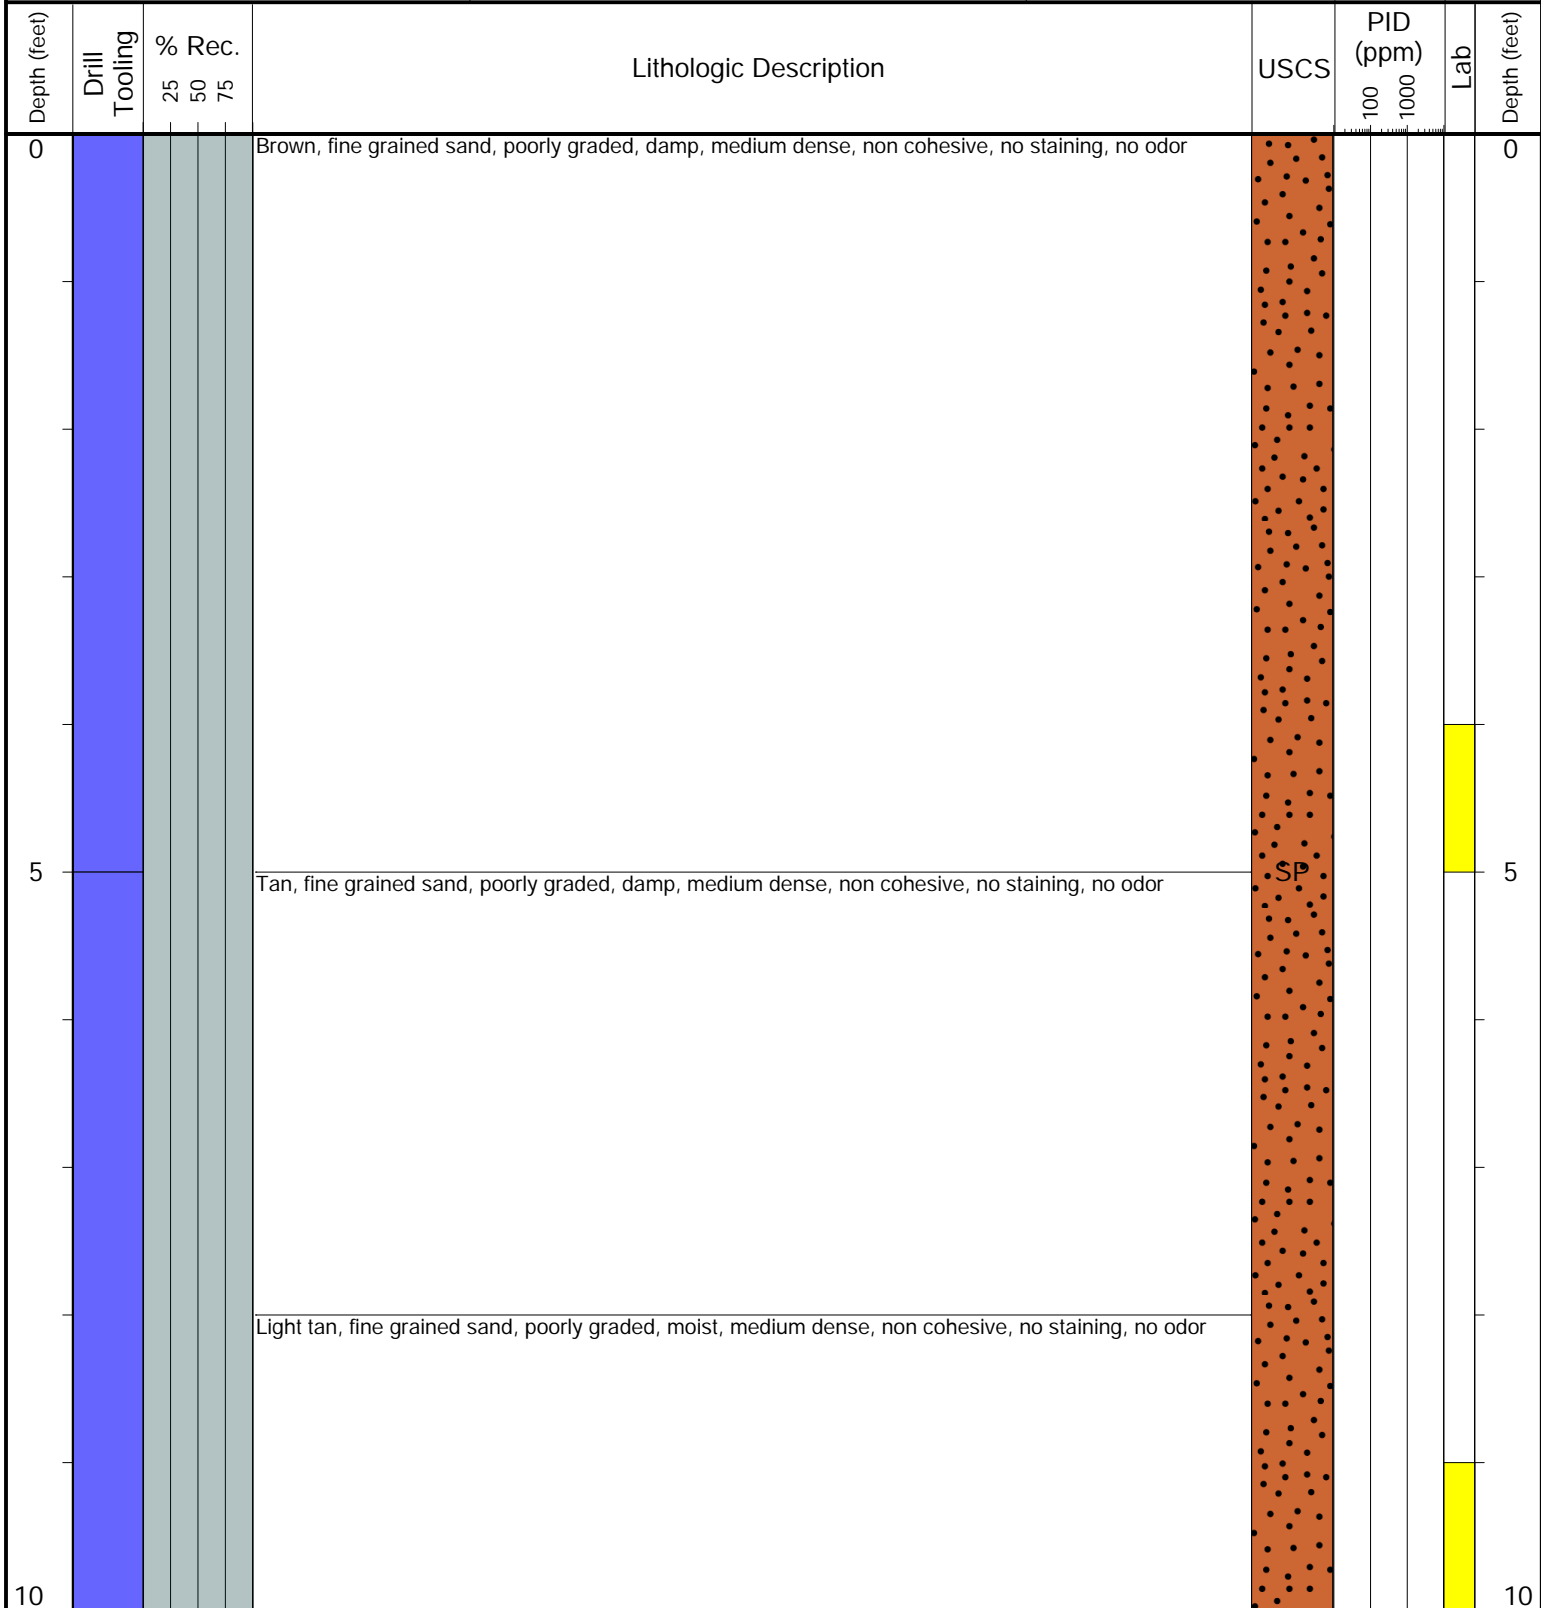 Depth (feet)
Drill
Tooling
% Rec.
25
50
75
Lithologic Description
USCS
PID
(ppm)
100
1000
Lab
Depth (feet)
0
Brown, fine grained sand, poorly graded, damp, medium dense, non cohesive, no staining, no odor
0
5
Tan, fine grained sand, poorly graded, damp, medium dense, non cohesive, no staining, no odor
SP
5
Light tan, fine grained sand, poorly graded, moist, medium dense, non cohesive, no staining, no odor
10
10